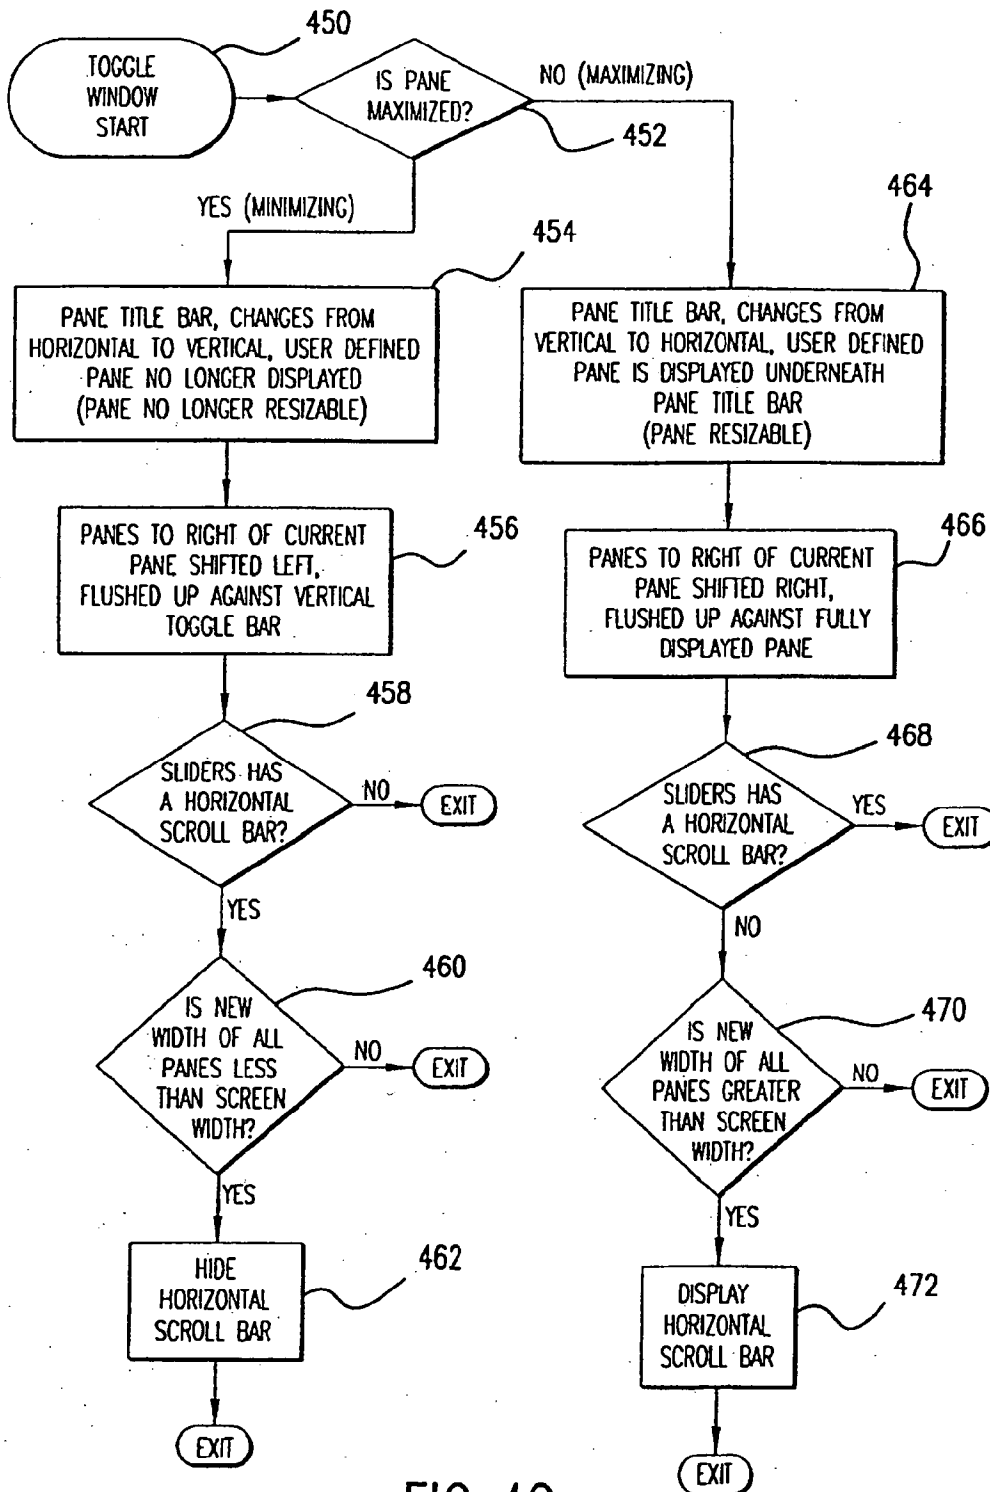 450
TOGGLE
WINDOW
START
IS PANE
MAXIMIZED?
452
NO (MAXIMIZING)
YES (MINIMIZING)
454
PANE TITLE BAR, CHANGES FROM
HORIZONTAL TO VERTICAL, USER DEFINED
PANE NO LONGER DISPLAYED
(PANE NO LONGER RESIZABLE)
456
PANES TO RIGHT OF CURRENT
PANE SHIFTED LEFT,
FLUSHED UP AGAINST VERTICAL
TOGGLE BAR
458
SLIDERS HAS
A HORIZONTAL
SCROLL BAR?
NO
EXIT
YES
460
IS NEW
WIDTH OF ALL
PANES LESS
THAN SCREEN
WIDTH?
NO
EXIT
YES
462
HIDE
HORIZONTAL
SCROLL BAR
EXIT
464
PANE TITLE BAR, CHANGES FROM
VERTICAL TO HORIZONTAL, USER DEFINED
PANE IS DISPLAYED UNDERNEATH
PANE TITLE BAR
(PANE RESIZABLE)
466
PANES TO RIGHT OF CURRENT
PANE SHIFTED RIGHT,
FLUSHED UP AGAINST FULLY
DISPLAYED PANE
468
SLIDERS HAS
A HORIZONTAL
SCROLL BAR?
YES
EXIT
NO
470
IS NEW
WIDTH OF ALL
PANES GREATER
THAN SCREEN
WIDTH?
NO
EXIT
YES
472
DISPLAY
HORIZONTAL
SCROLL BAR
EXIT